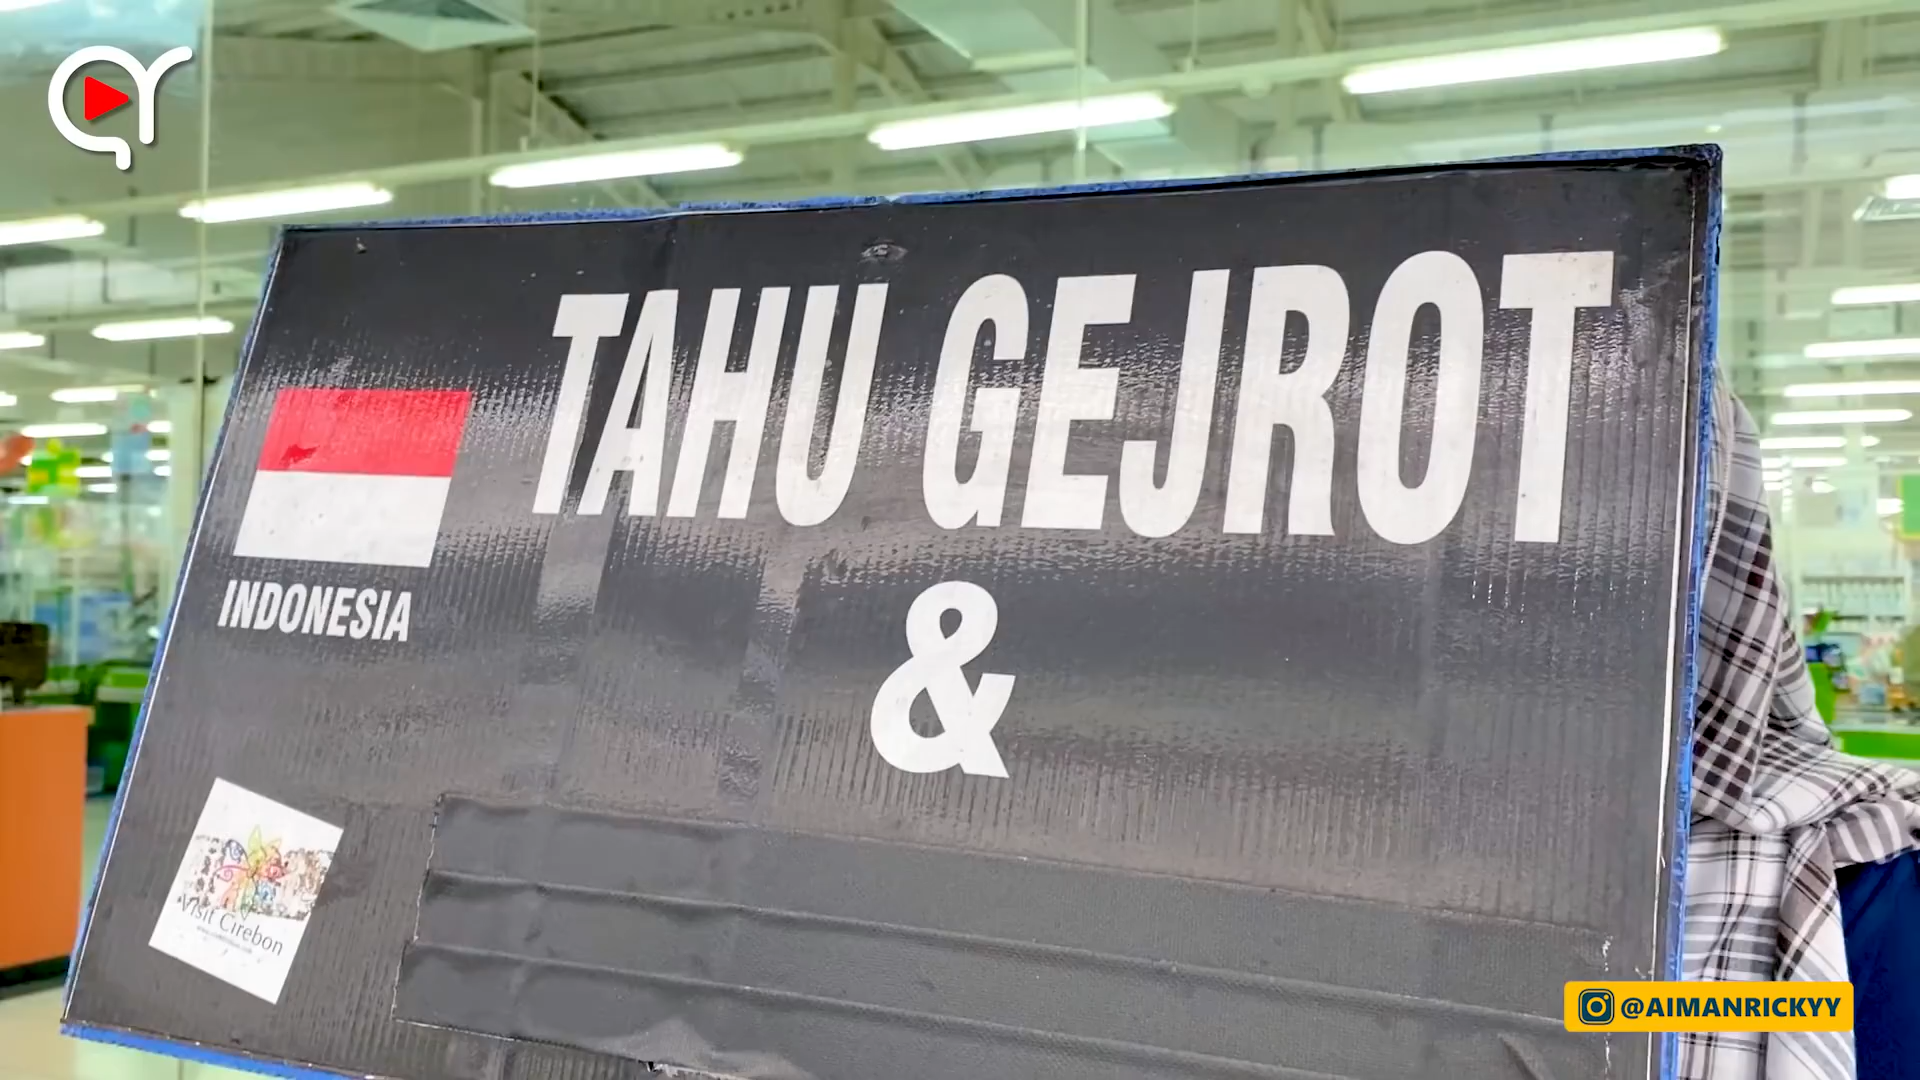 TAHU GEJROT
&
INDONESIA
Visit Cirebon
@AIMANRICKYY